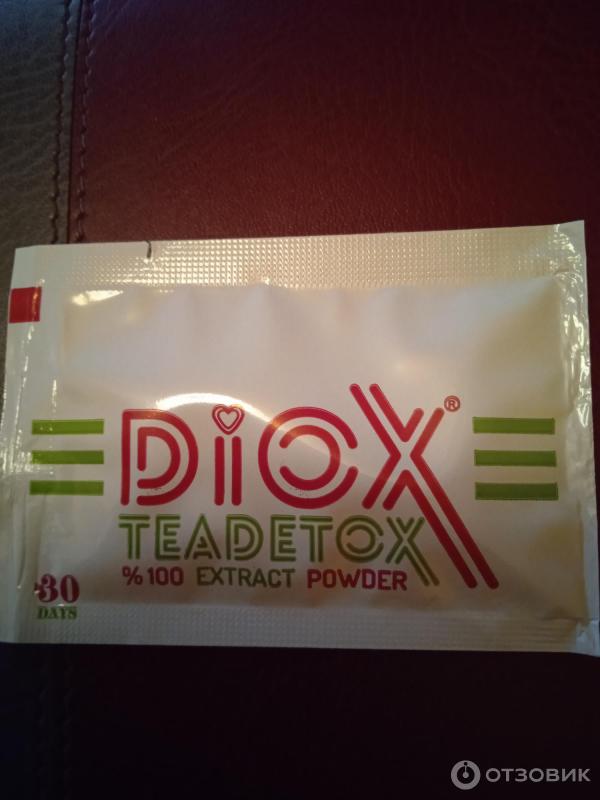 DiOX®
TEADETOX
% 100 EXTRACT POWDER
30
DAYS
ОТЗОВИК